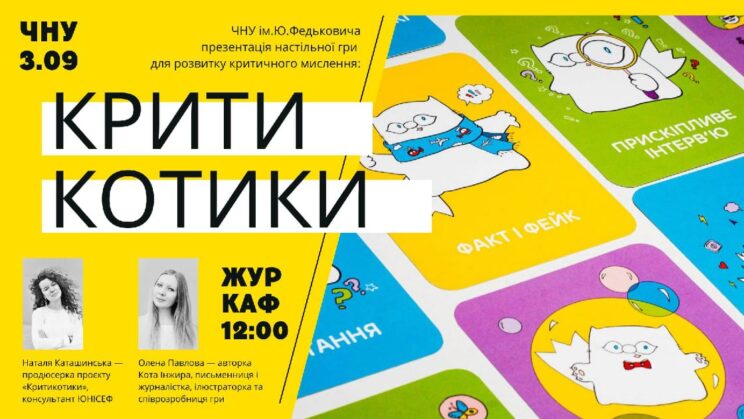 ЧНУ
3.09
ЧНУ ім.Ю.Федьковича
презентація настільної гри
для розвитку критичного мислення:
КРИТИ
КОТИКИ
ЖУР
КАФ
12:00
Наталя Каташинська —
продюсерка проєкту
«Критикотики»,
консультант ЮНІСЕФ
Олена Павлова — авторка
Кота Інжира, письменниця і
журналістка, ілюстраторка та
співрозробниця гри
ПРИСКІПЛИВЕ
ІНТЕРВ'Ю
ФАКТ І ФЕЙК